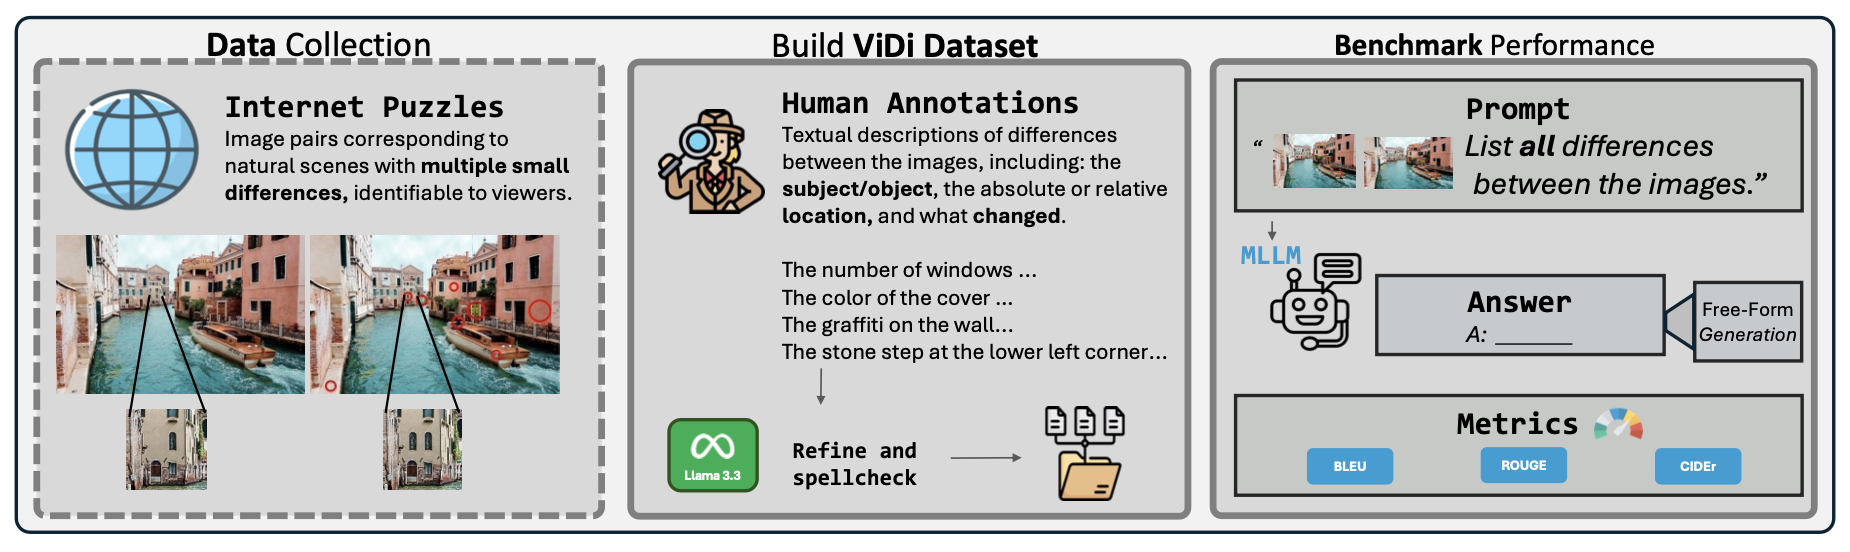 Data Collection
Internet Puzzles
Image pairs corresponding to
natural scenes with multiple small
differences, identifiable to viewers.
Build ViDi Dataset
Human Annotations
Textual descriptions of differences
between the images, including: the
subject/object, the absolute or relative
location, and what changed.
The number of windows ...
The color of the cover ...
The graffiti on the wall...
The stone step at the lower left corner...
Llama 3.3
Refine and
spellcheck
Benchmark Performance
Prompt
“ List all differences
between the images.”
MLLM
Answer
A: _______
Free-Form
Generation
Metrics
BLEU
ROUGE
CIDEr